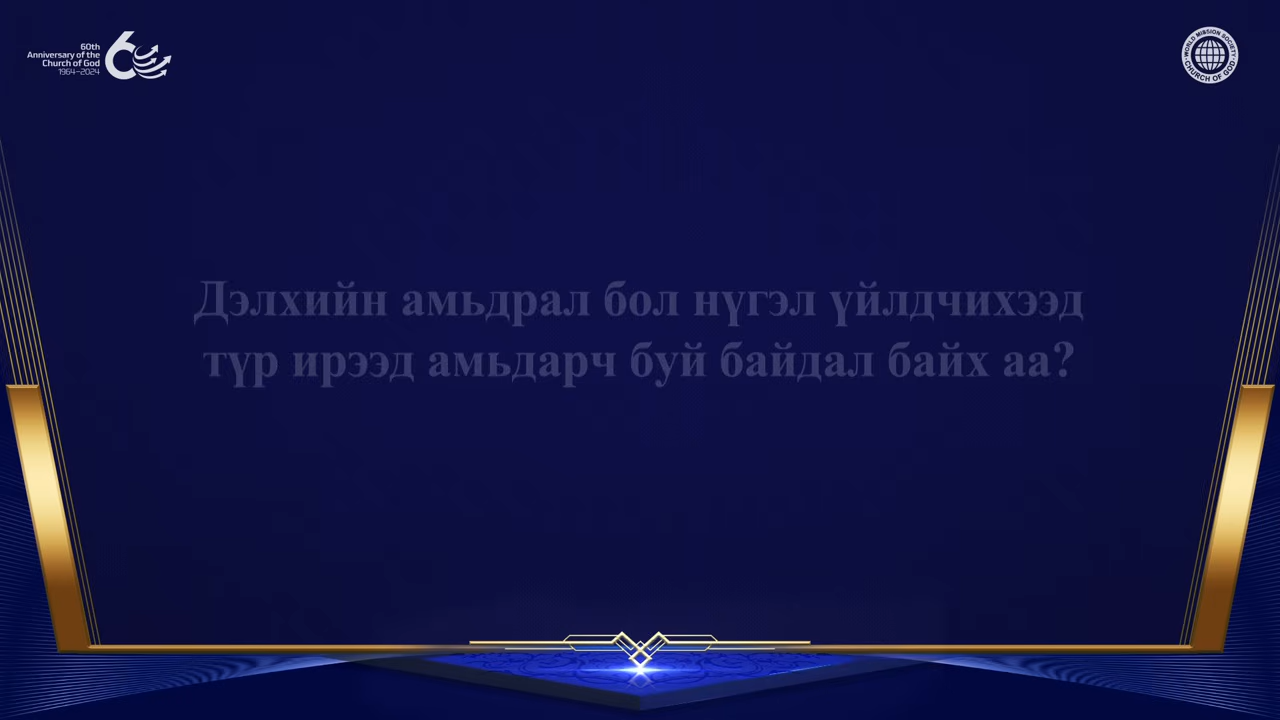 60th
Anniversary of the
Church of God
1964–2024
60
WORLD MISSION SOCIETY
CHURCH OF GOD
Дэлхийн амьдрал бол нүгэл үйлдчихээд
түр ирээд амьдарч буй байдал байх аа?